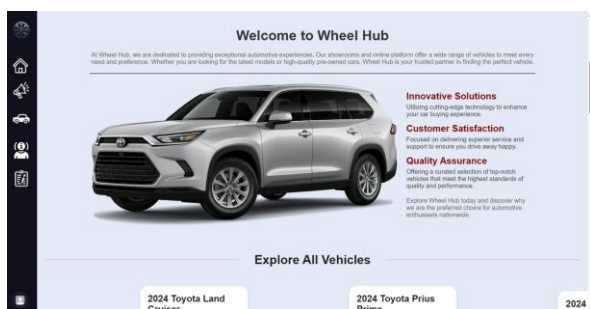 Welcome to Wheel Hub
At Wheel Hub, we are dedicated to providing exceptional automotive experiences. Our showrooms and online platform offer a wide range of vehicles to meet every
need and preference. Whether you are looking for the latest models or high-quality pre-owned cars, Wheel Hub is your trusted partner in finding the perfect vehicle.
Innovative Solutions
Utilizing cutting-edge technology to enhance
your car buying experience.
Customer Satisfaction
Focused on delivering superior service and
support to ensure you drive away happy.
Quality Assurance
Offering a curated selection of top-notch
vehicles that meet the highest standards of
quality and performance.
Explore Wheel Hub today and discover why
we are the preferred choice for automotive
enthusiasts nationwide.
Explore All Vehicles
2024 Toyota Land
Cruiser
2024 Toyota Prius
Prime
2024